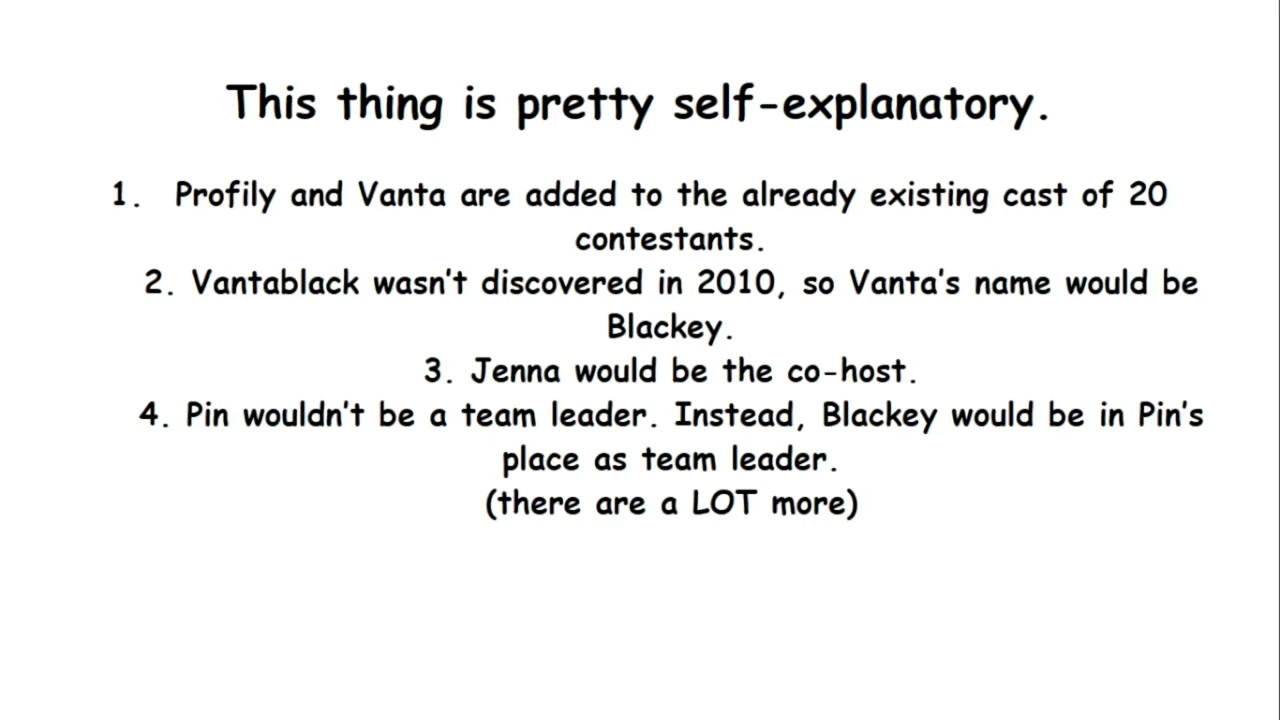 This thing is pretty self-explanatory.
1. Profily and Vanta are added to the already existing cast of 20
contestants.
2. Vantablack wasn't discovered in 2010, so Vanta's name would be
Blackey.
3. Jenna would be the co-host.
4. Pin wouldn't be a team leader. Instead, Blackey would be in Pin's
place as team leader.
(there are a LOT more)